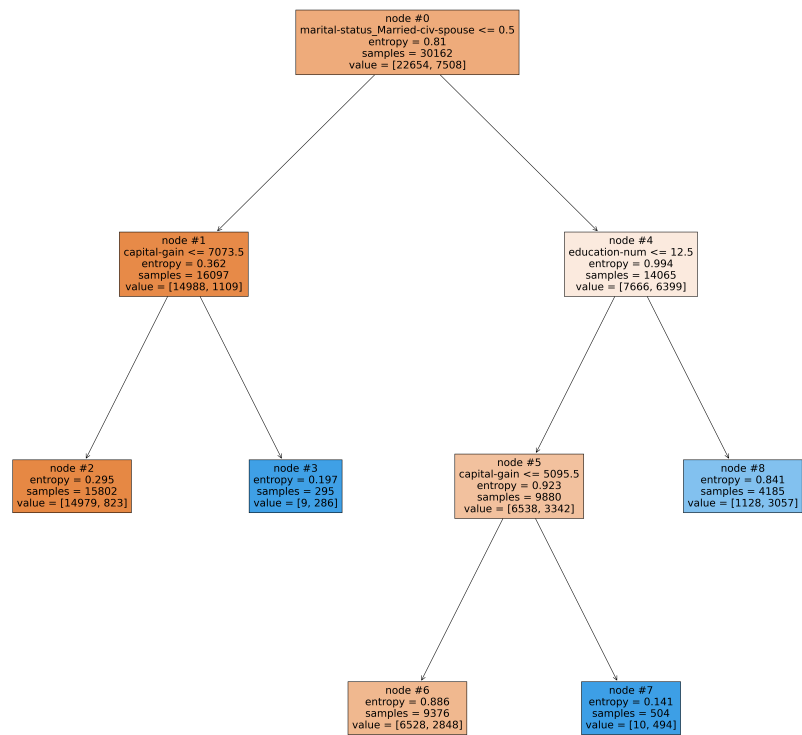 node #0
marital-status_Married-civ-spouse <= 0.5
entropy = 0.81
samples = 30162
value = [22654, 7508]
node #1
capital-gain <= 7073.5
entropy = 0.362
samples = 16097
value = [14988, 1109]
node #4
education-num <= 12.5
entropy = 0.994
samples = 14065
value = [7666, 6399]
node #2
entropy = 0.295
samples = 15802
value = [14979, 823]
node #3
entropy = 0.197
samples = 295
value = [9, 286]
node #5
capital-gain <= 5095.5
entropy = 0.923
samples = 9880
value = [6538, 3342]
node #8
entropy = 0.841
samples = 4185
value = [1128, 3057]
node #6
entropy = 0.886
samples = 9376
value = [6528, 2848]
node #7
entropy = 0.141
samples = 504
value = [10, 494]